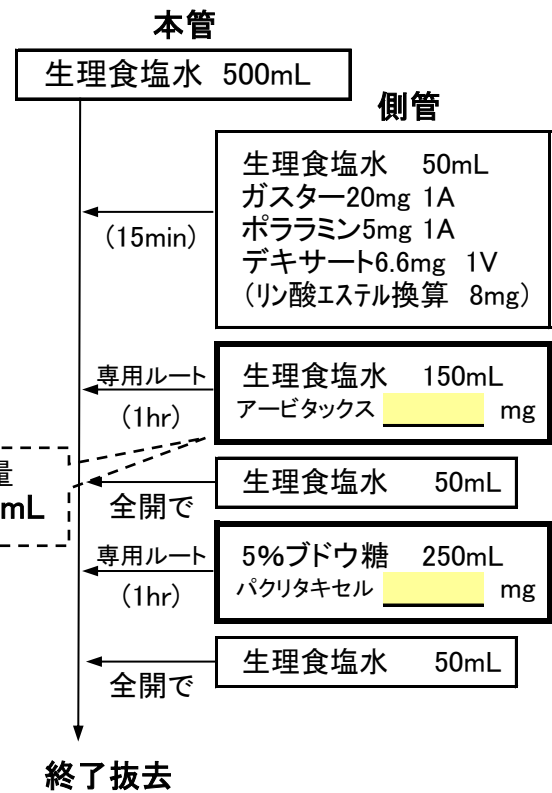 本管
生理食塩水 500mL
側管
生理食塩水 50mL
ガスター20mg 1A
ポララミン5mg 1A
デキサート6.6mg 1V
(リン酸エステル換算 8mg)
(15min)
専用ルート
(1hr)
生理食塩水 150mL
アービタックス mg
量
mL
全開で
生理食塩水 50mL
専用ルート
(1hr)
5%ブドウ糖 250mL
パクリタキセル mg
全開で
生理食塩水 50mL
終了抜去